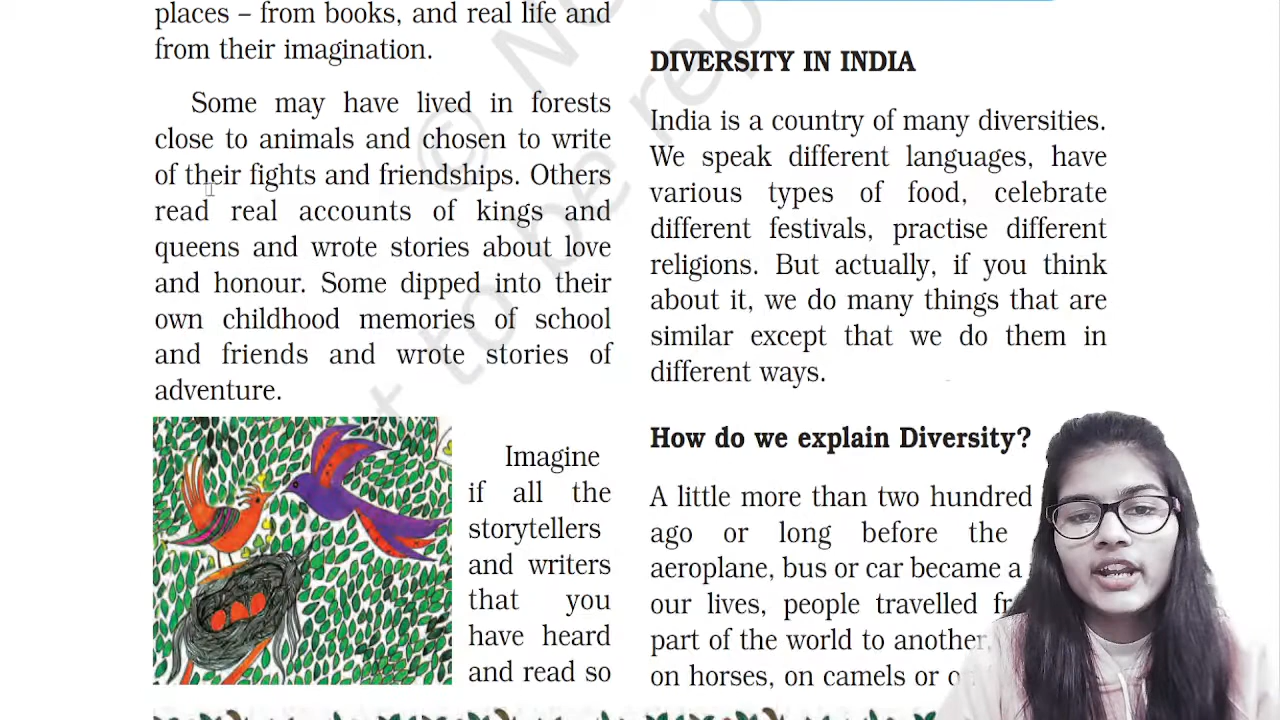 places – from books, and real life and
from their imagination.
Some may have lived in forests
close to animals and chosen to write
of their fights and friendships. Others
read real accounts of kings and
queens and wrote stories about love
and honour. Some dipped into their
own childhood memories of school
and friends and wrote stories of
adventure.
Imagine
if all the
storytellers
and writers
that you
have heard
and read so
DIVERSITY IN INDIA
India is a country of many diversities.
We speak different languages, have
various types of food, celebrate
different festivals, practise different
religions. But actually, if you think
about it, we do many things that are
similar except that we do them in
different ways.
How do we explain Diversity?
A little more than two hundred
ago or long before the
aeroplane, bus or car became a
our lives, people travelled
part of the world to another,
on horses, on camels or